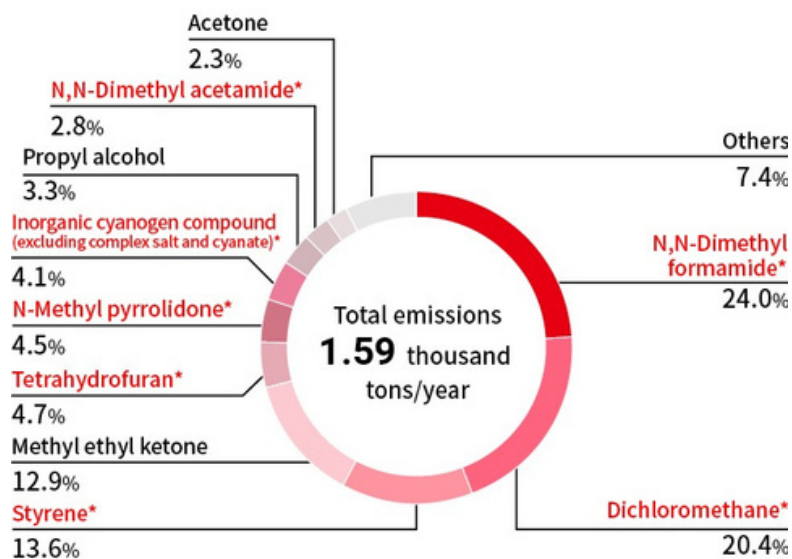 Acetone
2.3%
N,N-Dimethyl acetamide*
2.8%
Propyl alcohol
3.3%
Inorganic cyanogen compound
(excluding complex salt and cyanate)*
4.1%
N-Methyl pyrrolidone*
4.5%
Tetrahydrofuran*
4.7%
Methyl ethyl ketone
12.9%
Styrene*
13.6%
Total emissions
1.59 thousand
tons/year
Others
7.4%
N,N-Dimethyl
formamide*
24.0%
Dichloromethane*
20.4%